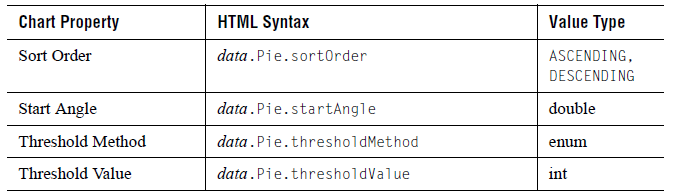 Chart Property HTML Syntax Value Type
Sort Order data.Pie.sortOrder ASCENDING,
DESCENDING
Start Angle data.Pie.startAngle double
Threshold Method data.Pie.thresholdMethod enum
Threshold Value data.Pie.thresholdValue int